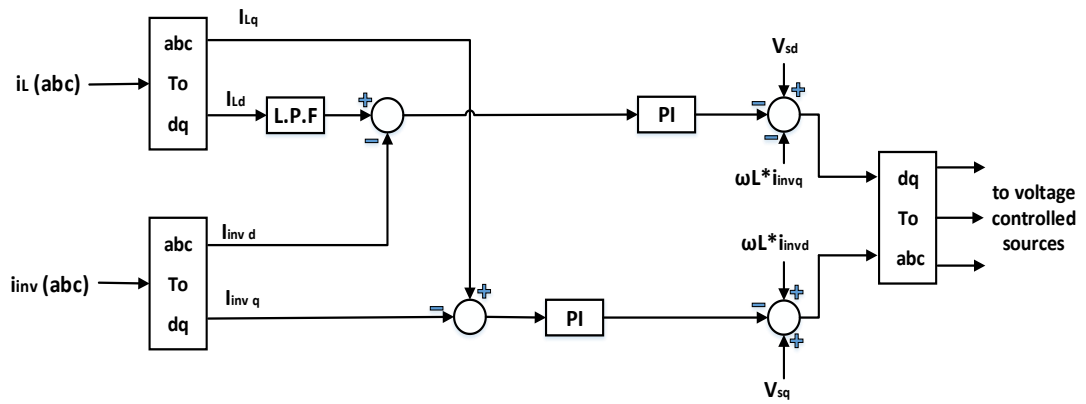 iL (abc)
abc
To
dq
ILq
ILd
L.P.F
PI
Vsd
ωL*iinvq
iinv (abc)
abc
To
dq
Iinv d
Iinv q
PI
ωL*iinvd
Vsq
dq
To
abc
to voltage
controlled
sources